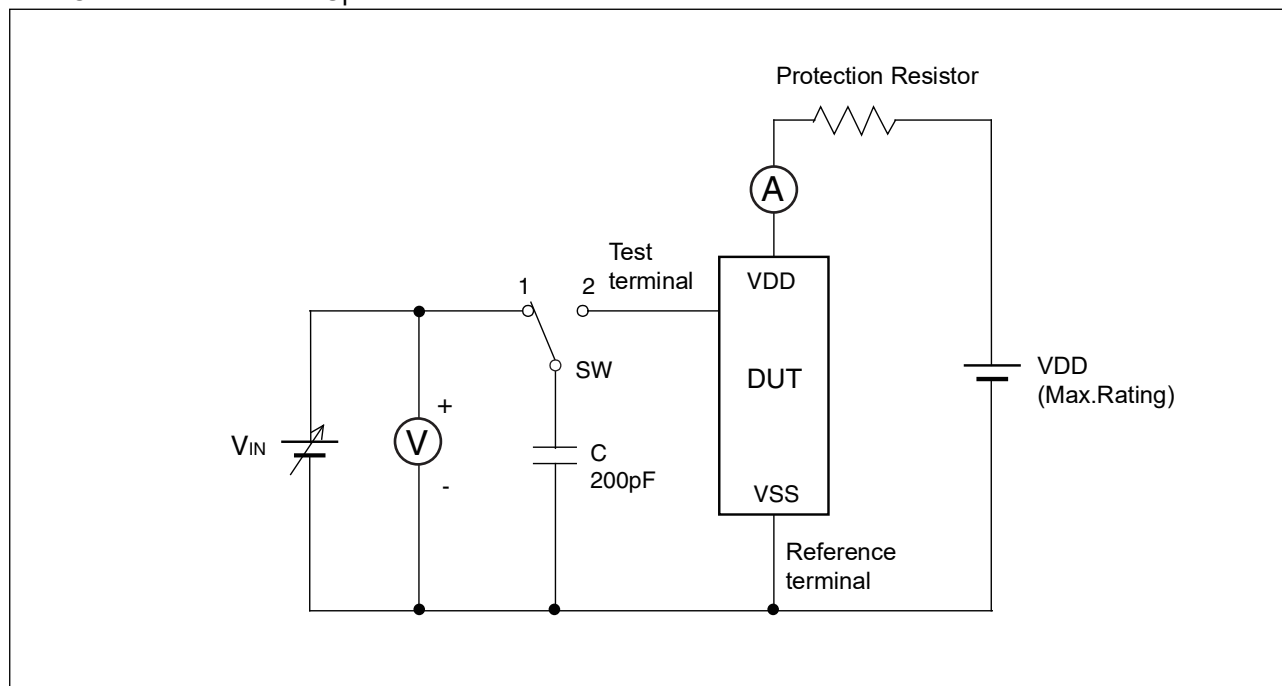 Protection Resistor
A
Test
terminal
1
2
VDD
SW
DUT
VDD
(Max.Rating)
VIN
+
V
-
C
200pF
VSS
Reference
terminal